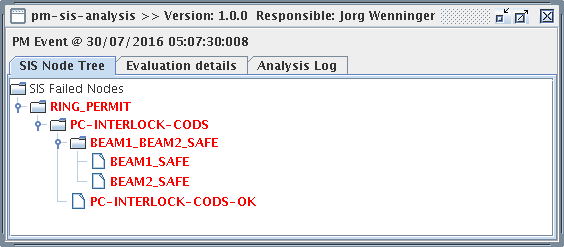 pm-sis-analysis >> Version: 1.0.0 Responsible: Jorg Wenninger
PM Event @ 30/07/2016 05:07:30:008
SIS Node Tree Evaluation details Analysis Log
SIS Failed Nodes
RING_PERMIT
PC-INTERLOCK-CODS
BEAM1_BEAM2_SAFE
BEAM1_SAFE
BEAM2_SAFE
PC-INTERLOCK-CODS-OK